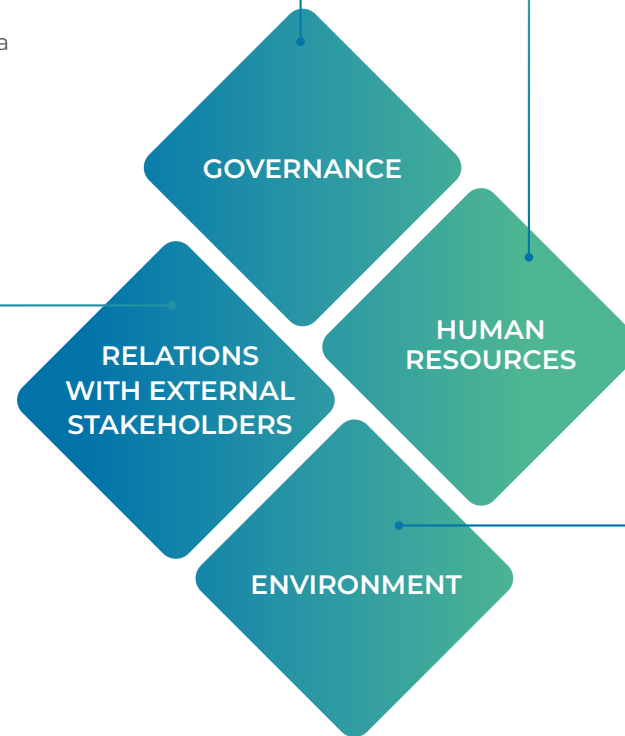 a
GOVERNANCE
HUMAN
RESOURCES
RELATIONS
WITH EXTERNAL
STAKEHOLDERS
ENVIRONMENT